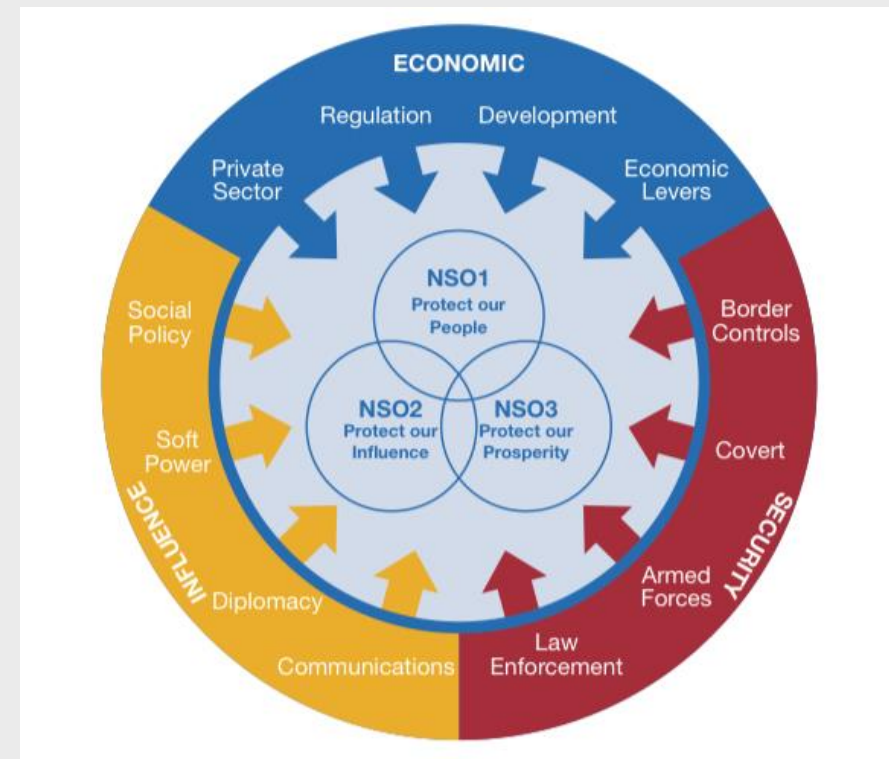 ECONOMIC
Regulation
Development
Private
Sector
Economic
Levers
NSO1
Protect our
People
Social
Policy
Border
Controls
NSO2
Protect our
Influence
NSO3
Protect our
Prosperity
Soft
Power
Covert
INFLUENCE
SECURITY
Diplomacy
Armed
Forces
Communications
Law
Enforcement